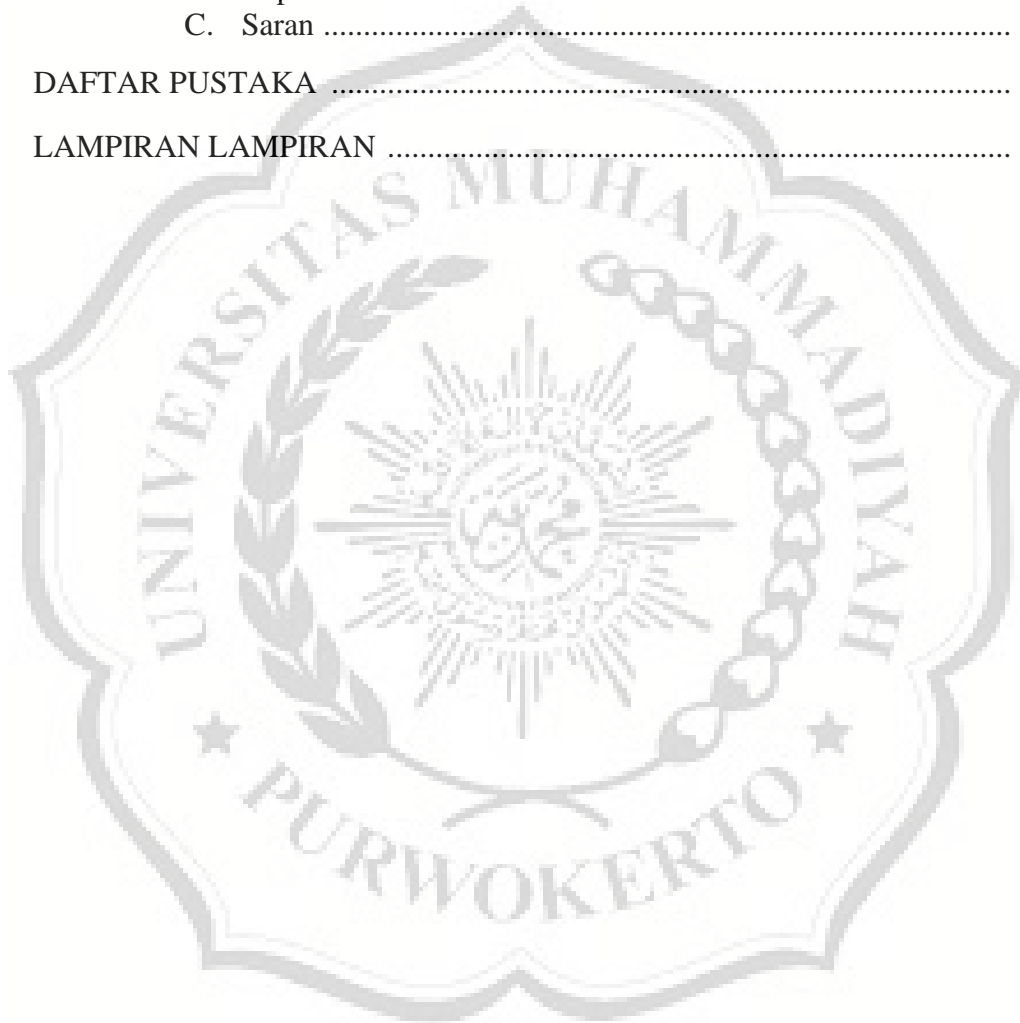 C. Saran ......................................................................................
DAFTAR PUSTAKA .....................................................................................
LAMPIRAN LAMPIRAN ..............................................................................
UNIVERSITAS MUHAMMADIYAH
★ PURWOKERTO ★